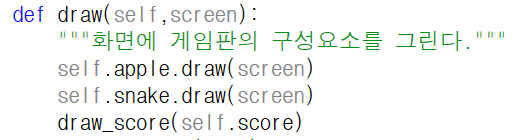 def draw(self,screen):
"""화면에 게임판의 구성요소를 그린다."""
self.apple.draw(screen)
self.snake.draw(screen)
draw_score(self.score)